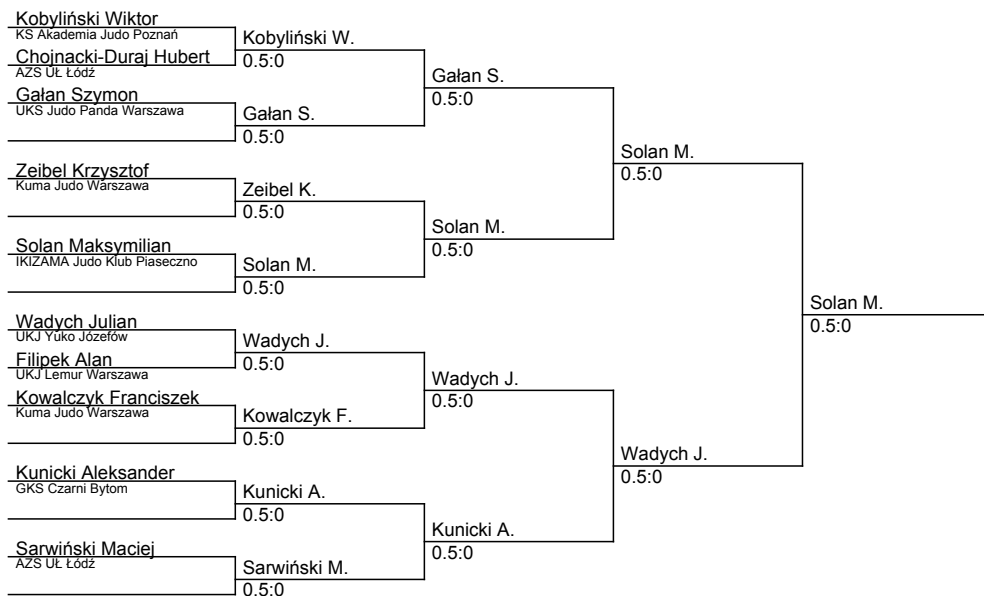 Kobyliński Wiktor
KS Akademia Judo Poznań
Chojnacki-Duraj Hubert
AZS UŁ Łódź
Gałan Szymon
UKS Judo Panda Warszawa
Zeibel Krzysztof
Kuma Judo Warszawa
Solan Maksymilian
IKIZAMA Judo Klub Piaseczno
Wadych Julian
UKJ Yuko Józefów
Filipek Alan
UKJ Lemur Warszawa
Kowalczyk Franciszek
Kuma Judo Warszawa
Kunicki Aleksander
GKS Czarni Bytom
Sarwiński Maciej
AZS UŁ Łódź
Kobyliński W.
0.5:0
Gałan S.
0.5:0
Zeibel K.
0.5:0
Solan M.
0.5:0
Wadych J.
0.5:0
Kowalczyk F.
0.5:0
Kunicki A.
0.5:0
Sarwiński M.
0.5:0
Gałan S.
0.5:0
Solan M.
0.5:0
Wadych J.
0.5:0
Kunicki A.
0.5:0
Solan M.
0.5:0
Wadych J.
0.5:0
Solan M.
0.5:0